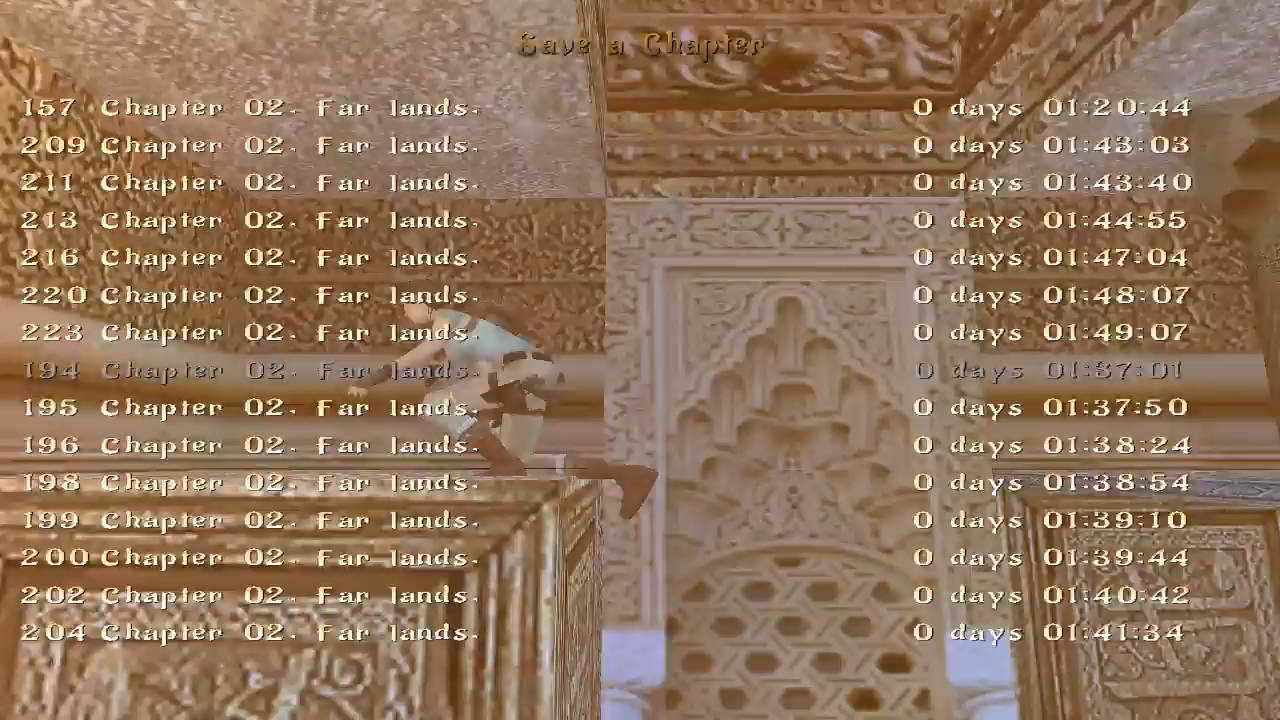 Save a Chapter
157 Chapter 02. Far lands. 0 days 01:20:44
209 Chapter 02. Far lands. 0 days 01:43:03
211 Chapter 02. Far lands. 0 days 01:43:40
213 Chapter 02. Far lands. 0 days 01:44:55
216 Chapter 02. Far lands. 0 days 01:47:04
220 Chapter 02. Far lands. 0 days 01:48:07
223 Chapter 02. Far lands. 0 days 01:49:07
194 Chapter 02. Far lands. 0 days 01:37:01
195 Chapter 02. Far lands. 0 days 01:37:50
196 Chapter 02. Far lands. 0 days 01:38:24
198 Chapter 02. Far lands. 0 days 01:38:54
199 Chapter 02. Far lands. 0 days 01:39:10
200 Chapter 02. Far lands. 0 days 01:39:44
202 Chapter 02. Far lands. 0 days 01:40:42
204 Chapter 02. Far lands. 0 days 01:41:34